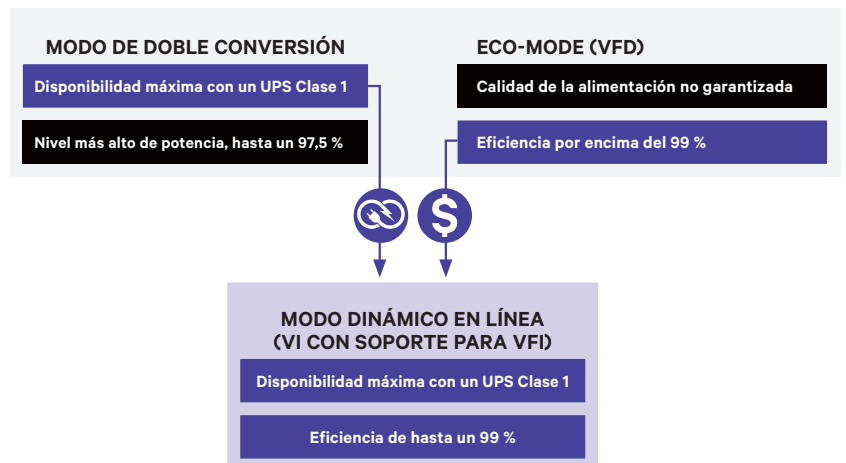 MODO DE DOBLE CONVERSIÓN
Disponibilidad máxima con un UPS Clase 1
Nivel más alto de potencia, hasta un 97,5 %
ECO-MODE (VFD)
Calidad de la alimentación no garantizada
Eficiencia por encima del 99 %
$
MODO DINÁMICO EN LÍNEA
(VI CON SOPORTE PARA VFI)
Disponibilidad máxima con un UPS Clase 1
Eficiencia de hasta un 99 %